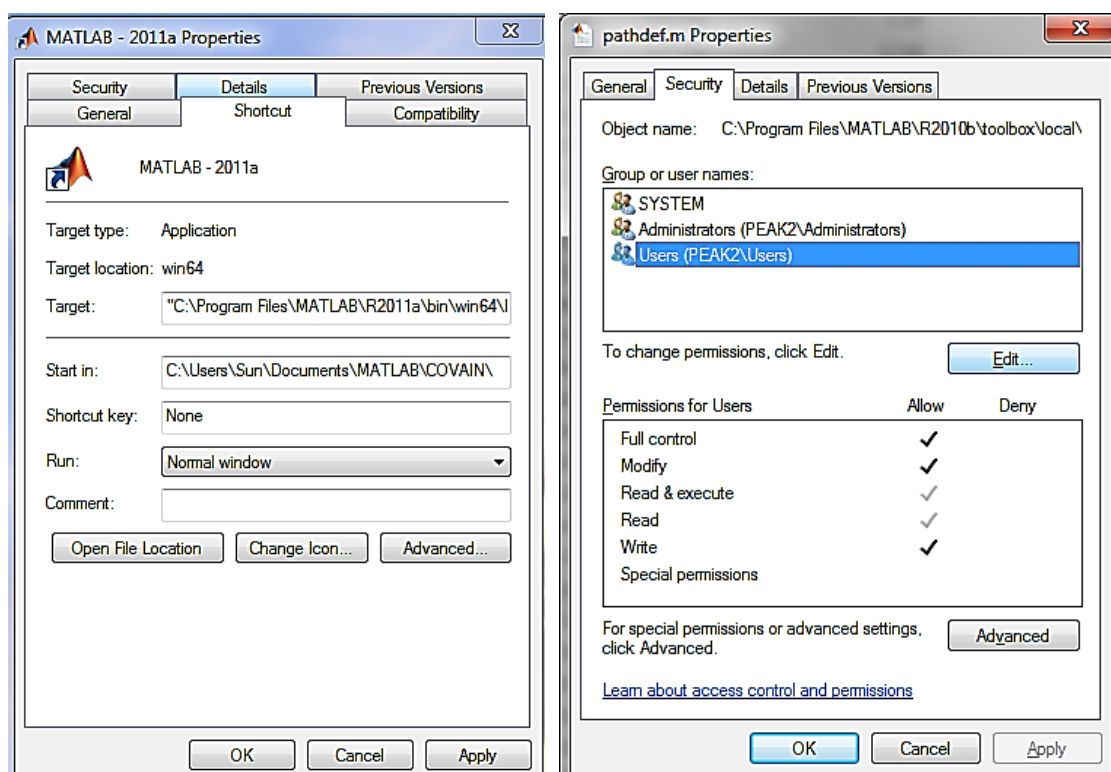 MATLAB - 2011a Properties
Security Details Previous Versions
General Shortcut Compatibility
MATLAB - 2011a
Target type: Application
Target location: win64
Target: "C:\Program Files\MATLAB\R2011a\bin\win64\
Start in: C:\Users\Sun\Documents\MATLAB\COVAIN\
Shortcut key: None
Run: Normal window
Comment:
Open File Location Change Icon... Advanced...
OK Cancel Apply
pathdef.m Properties
General Security Details Previous Versions
Object name: C:\Program Files\MATLAB\R2010b\toolbox\local\
Group or user names:
SYSTEM
Administrators (PEAK2\Administrators)
Users (PEAK2\Users)
To change permissions, click Edit.
Edit...
Permissions for Users Allow Deny
Full control
Modify
Read & execute
Read
Write
Special permissions
For special permissions or advanced settings,
click Advanced.
Advanced
Learn about access control and permissions
OK Cancel Apply